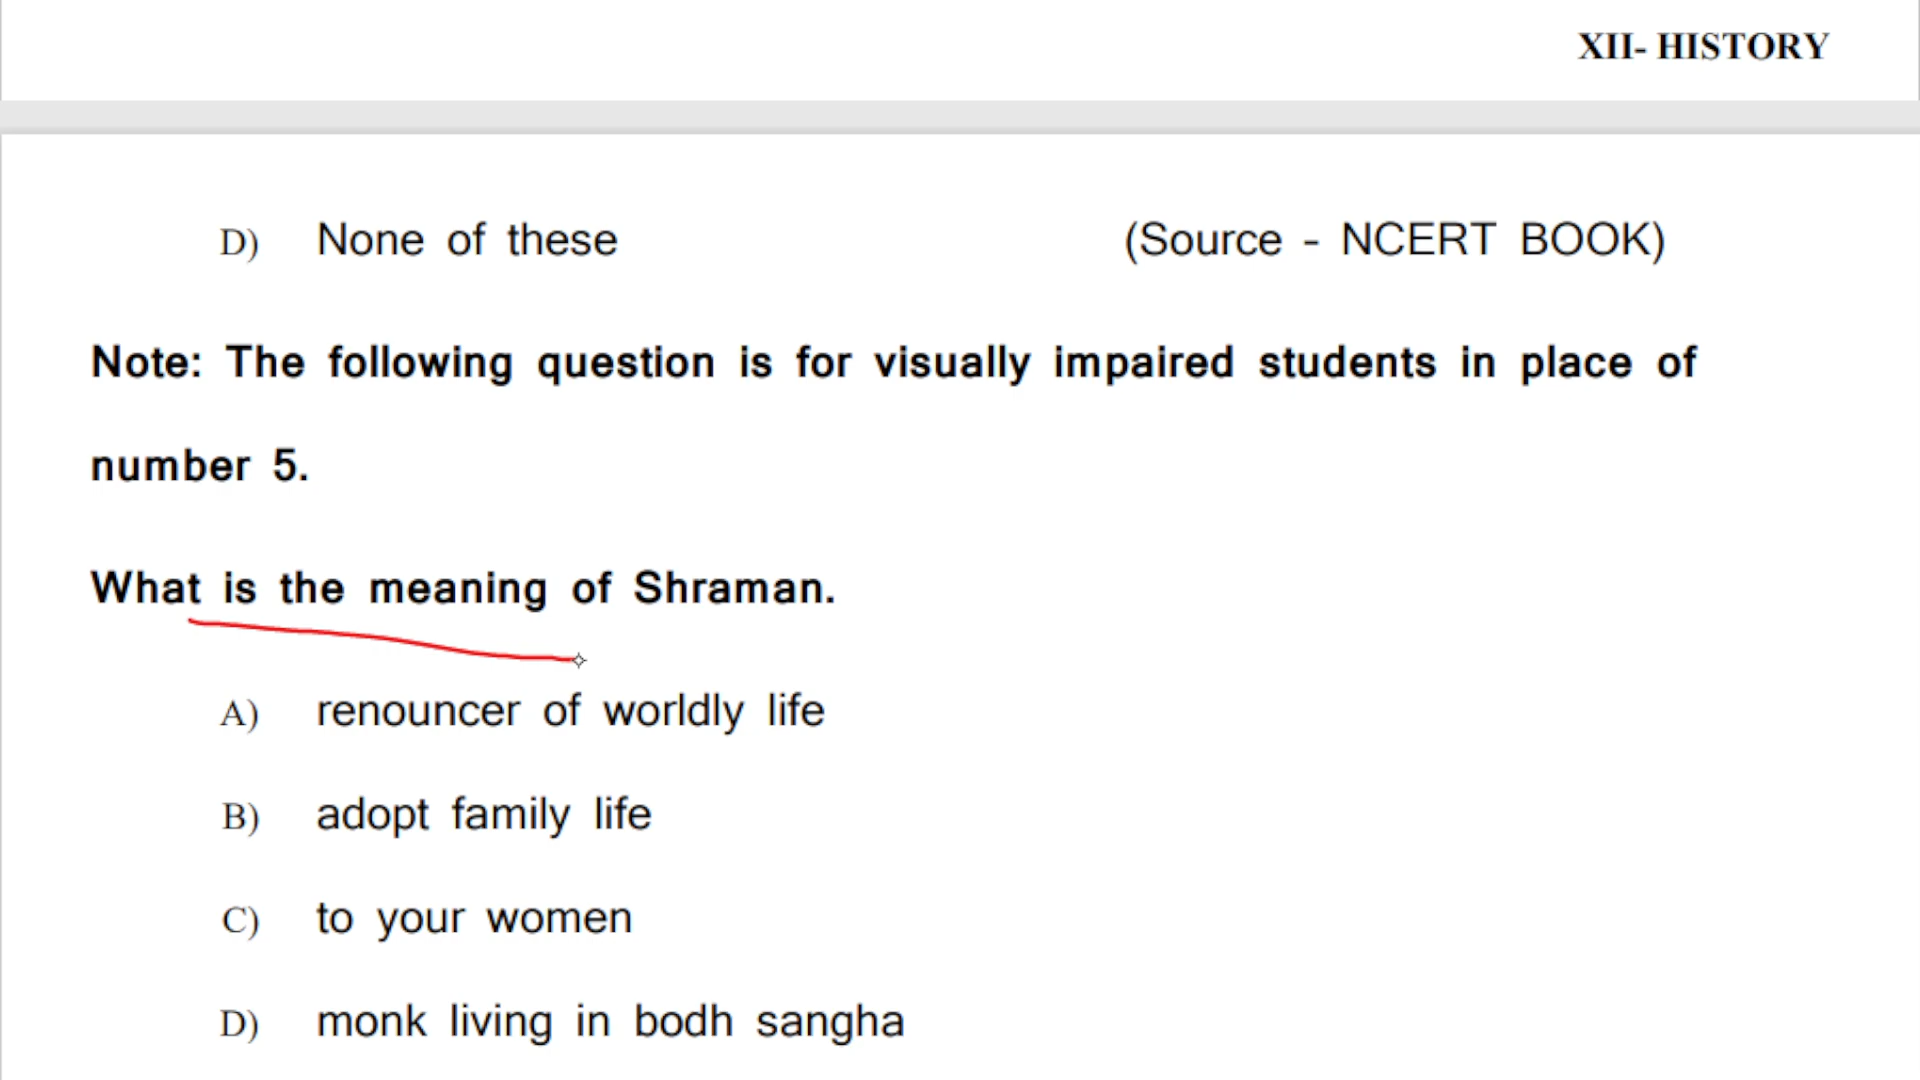 XII- HISTORY
D) None of these (Source - NCERT BOOK)
Note: The following question is for visually impaired students in place of
number 5.
What is the meaning of Shraman.
A) renouncer of worldly life
B) adopt family life
C) to your women
D) monk living in bodh sangha